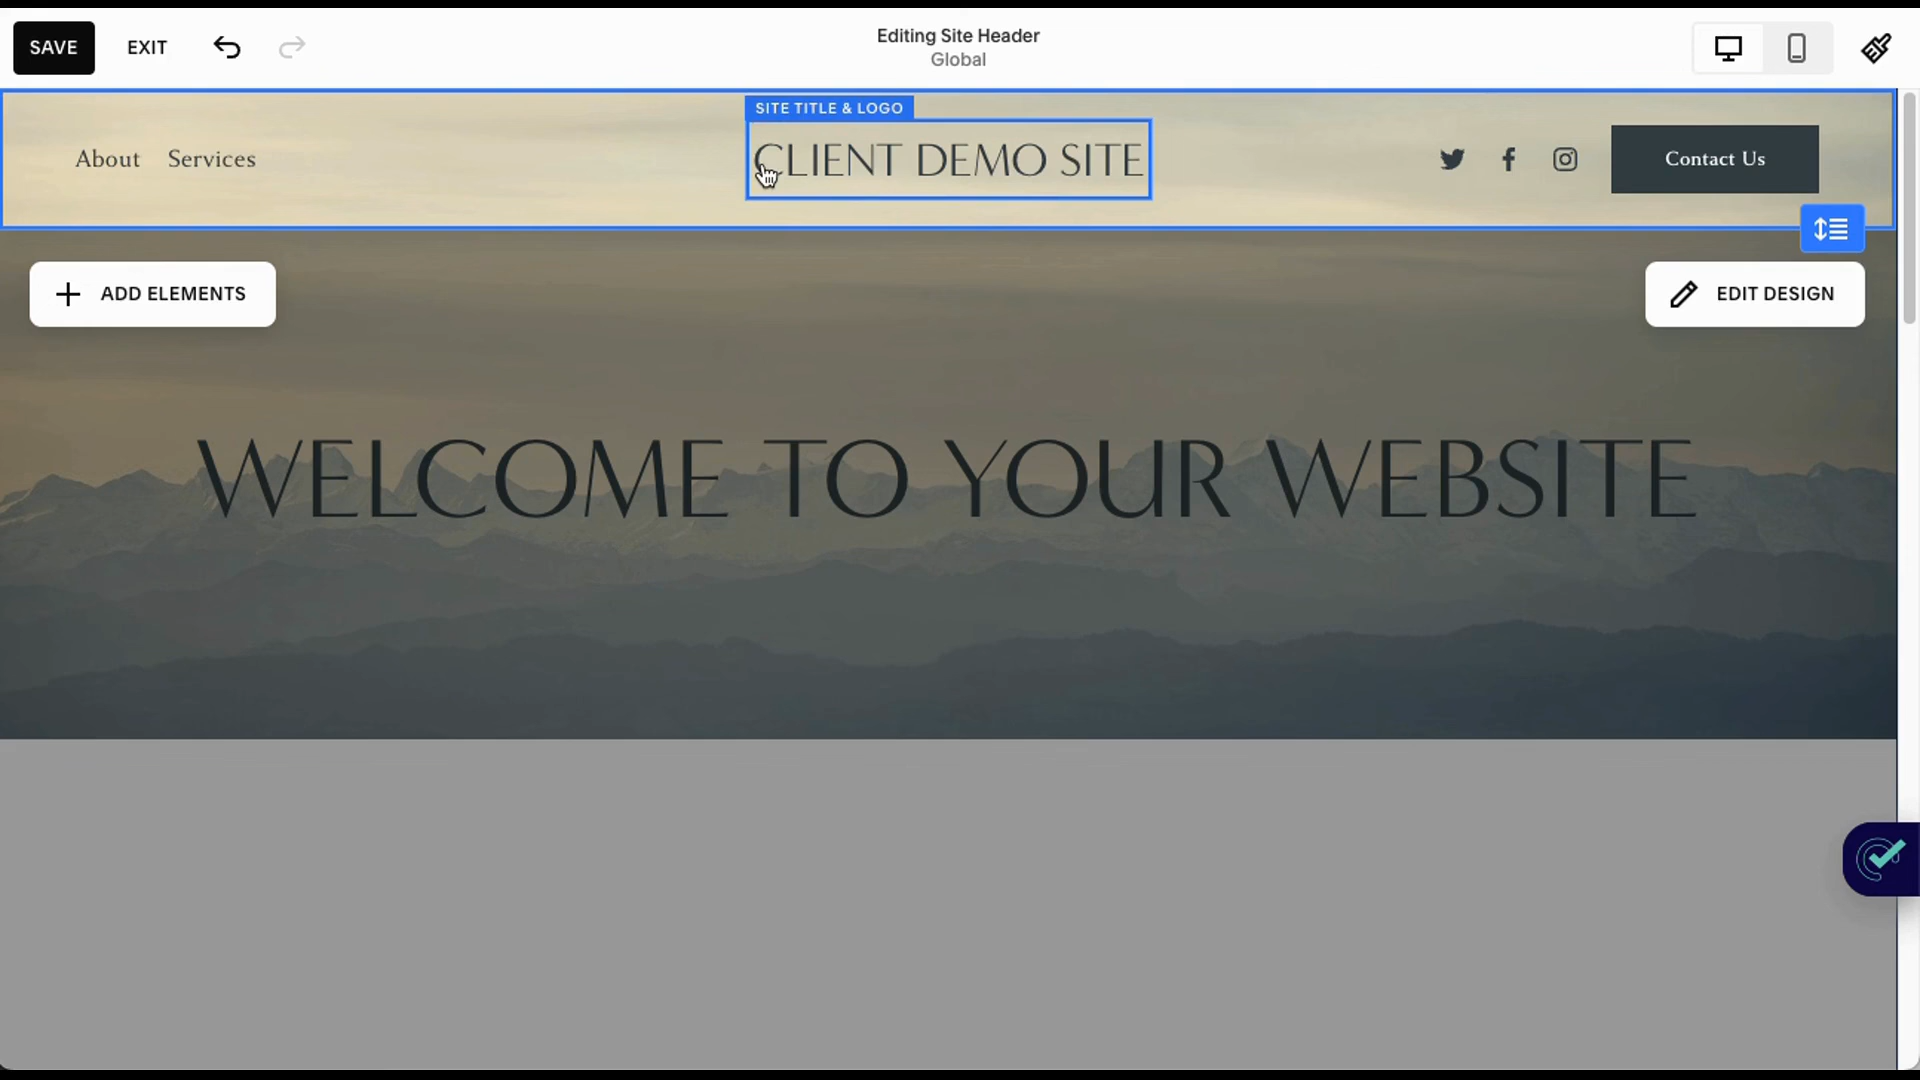 SAVE
EXIT
Editing Site Header
Global
SITE TITLE & LOGO
About
Services
CLIENT DEMO SITE
Contact Us
ADD ELEMENTS
EDIT DESIGN
WELCOME TO YOUR WEBSITE